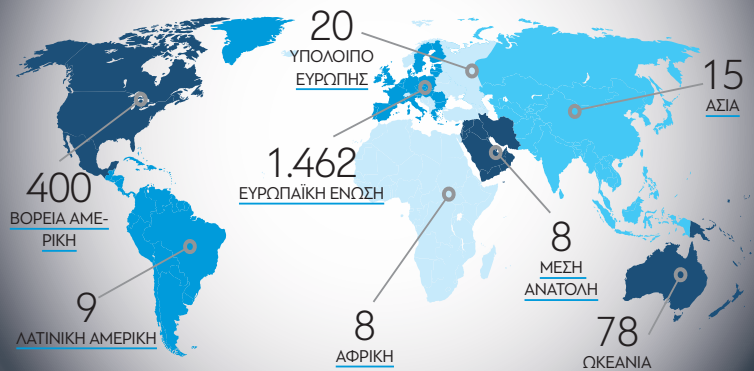 20
ΥΠΟΛΟΙΠΟ
ΕΥΡΩΠΗΣ
15
ΑΣΙΑ
1.462
ΕΥΡΩΠΑΪΚΗ ΕΝΩΣΗ
400
ΒΟΡΕΙΑ ΑΜΕ-
ΡΙΚΗ
8
ΜΕΣΗ
ΑΝΑΤΟΛΗ
9
ΛΑΤΙΝΙΚΗ ΑΜΕΡΙΚΗ
8
ΑΦΡΙΚΗ
78
ΩΚΕΑΝΙΑ